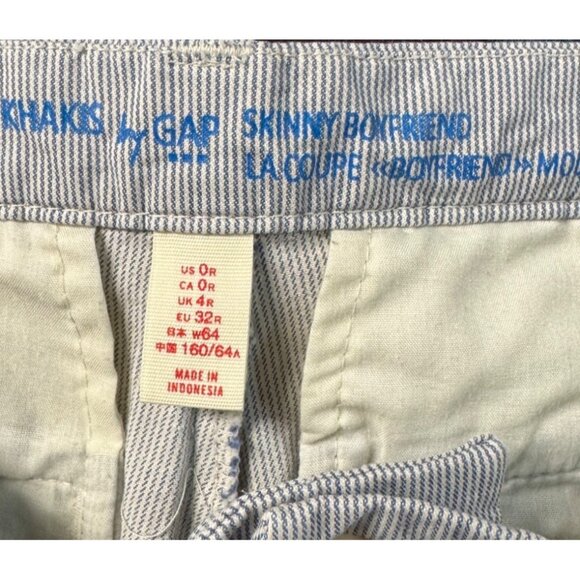 KHAKIS by GAP SKINNY BOYFRIEND
LA COUPE «BOYFRIEND»
US 0R
CA 0R
UK 4R
EU 32R
日本 W64
中国 160/64A
MADE IN
INDONESIA